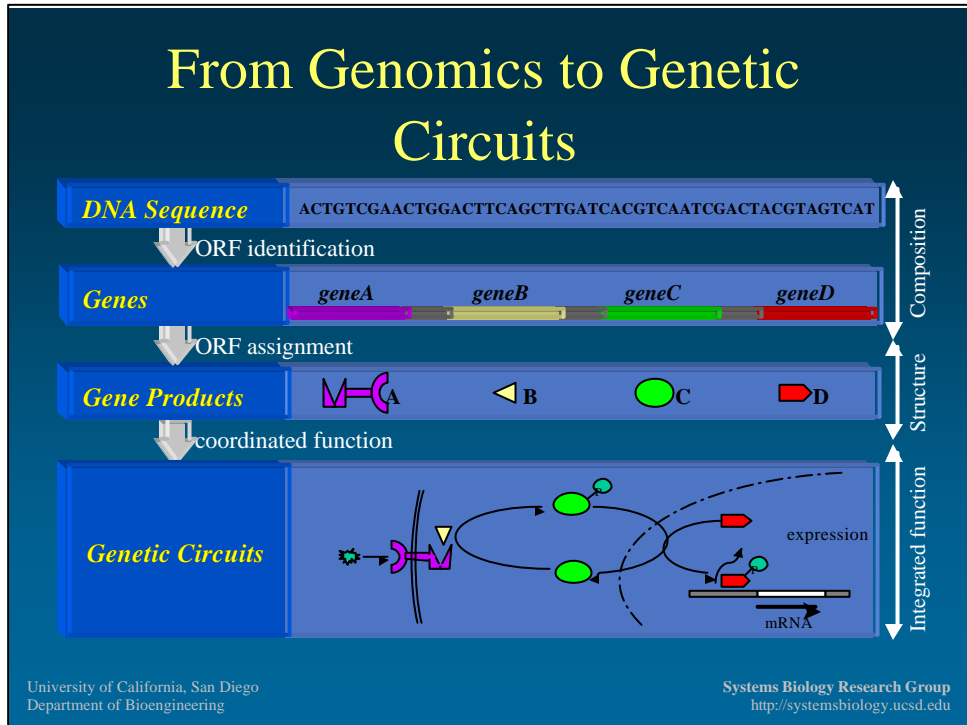 From Genomics to Genetic
Circuits
DNA Sequence
ACTGTCGAACTGGACTTCAGCTTGATCACGTCAATCGACTACGTAGTCAT
ORF identification
Composition
Genes
geneA geneB geneC geneD
ORF assignment
Gene Products
A B C D
Structure
coordinated function
Genetic Circuits
P
expression
P
mRNA
Integrated function
University of California, San Diego
Department of Bioengineering
Systems Biology Research Group
http://systemsbiology.ucsd.edu